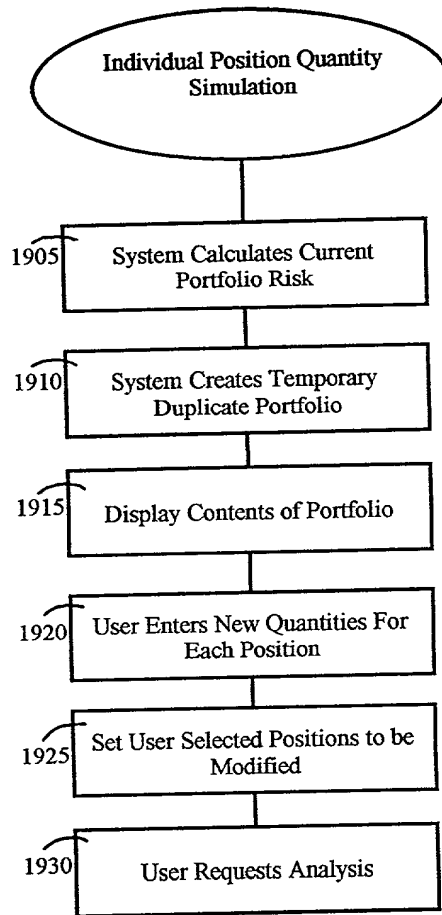 Individual Position Quantity
Simulation
1905
System Calculates Current
Portfolio Risk
1910
System Creates Temporary
Duplicate Portfolio
1915
Display Contents of Portfolio
1920
User Enters New Quantities For
Each Position
1925
Set User Selected Positions to be
Modified
1930
User Requests Analysis